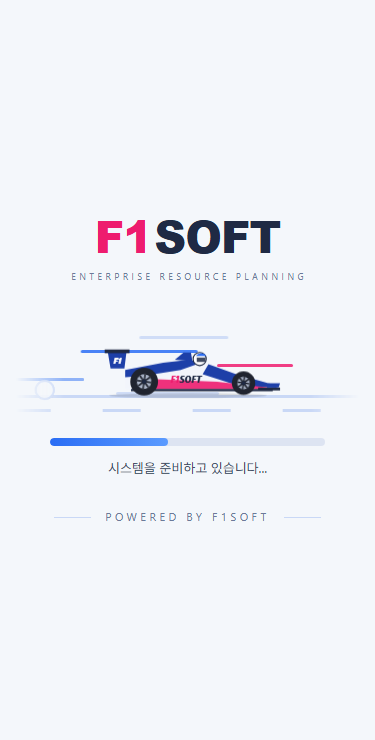 F1SOFT
ENTERPRISE RESOURCE PLANNING
F1
F1SOFT
시스템을 준비하고 있습니다...
POWERED BY F1SOFT